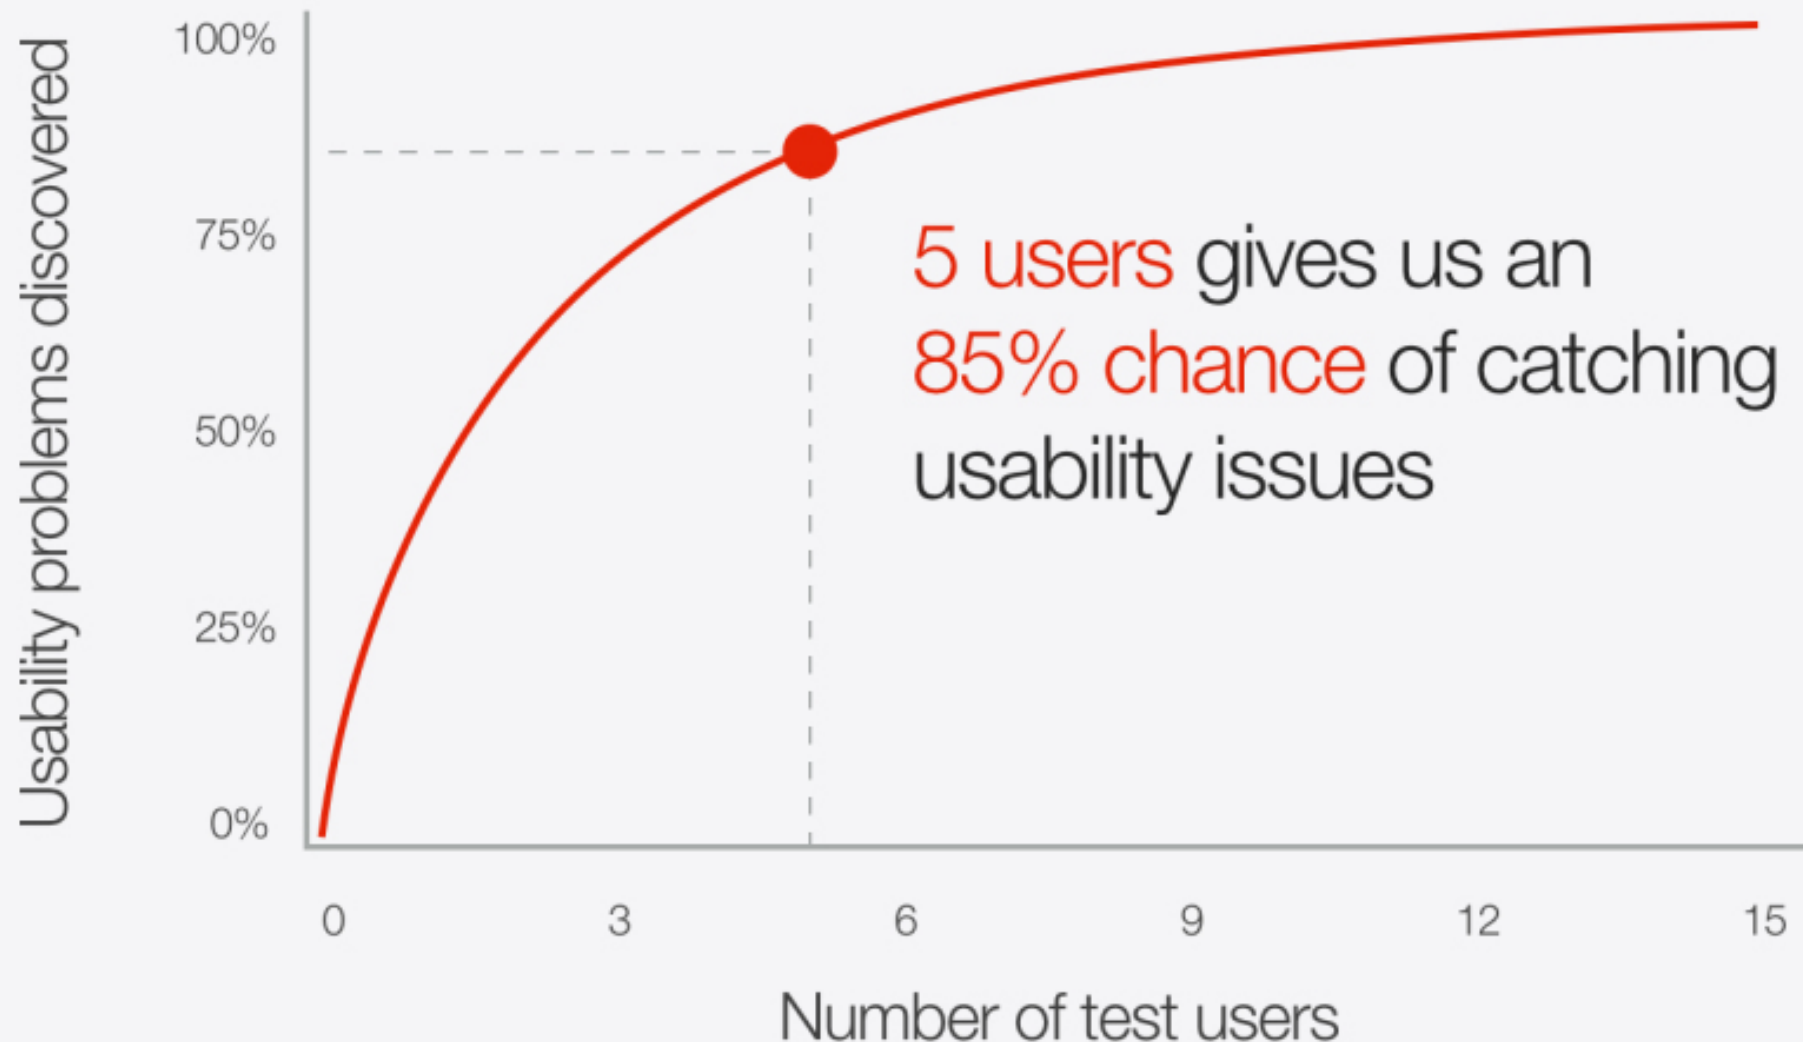 Usability problems discovered
100%
75%
50%
25%
0%
5 users gives us an
85% chance of catching
usability issues
0 3 6 9 12 15
Number of test users